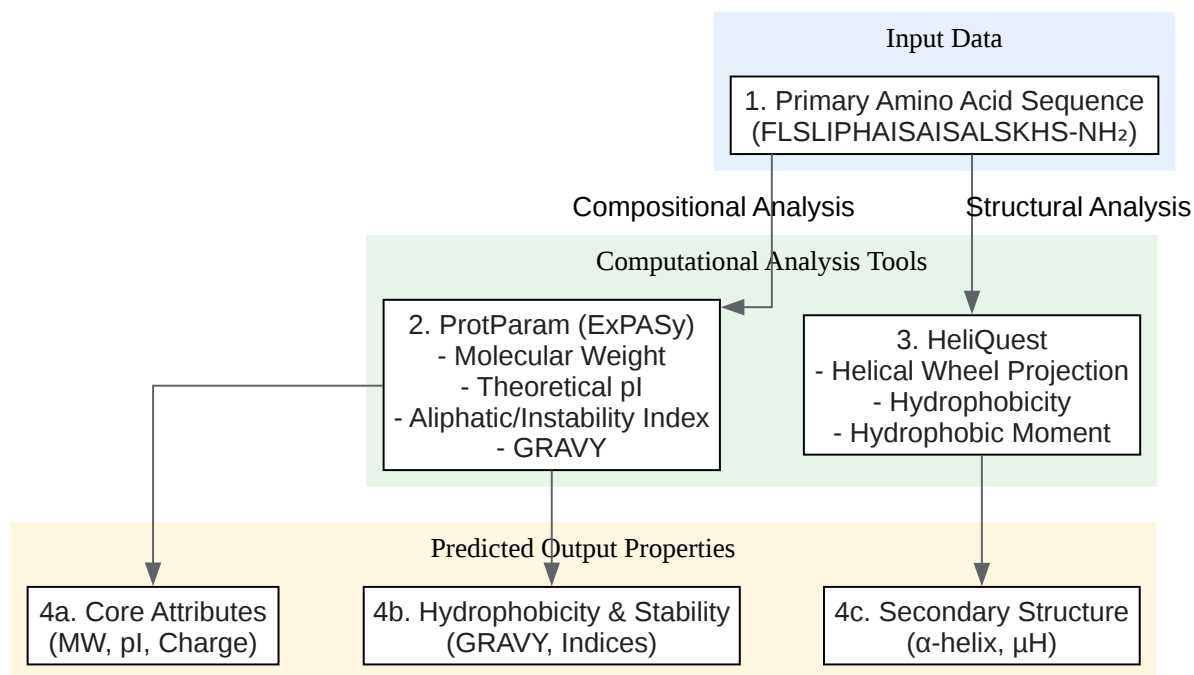 Input Data
1. Primary Amino Acid Sequence
(FLSLIPHAISAISALSKHS-NH₂)
Compositional Analysis
Structural Analysis
Computational Analysis Tools
2. ProtParam (ExPASy)
- Molecular Weight
- Theoretical pI
- Aliphatic/Instability Index
- GRAVY
3. HeliQuest
- Helical Wheel Projection
- Hydrophobicity
- Hydrophobic Moment
Predicted Output Properties
4a. Core Attributes
(MW, pI, Charge)
4b. Hydrophobicity & Stability
(GRAVY, Indices)
4c. Secondary Structure
(α-helix, µH)